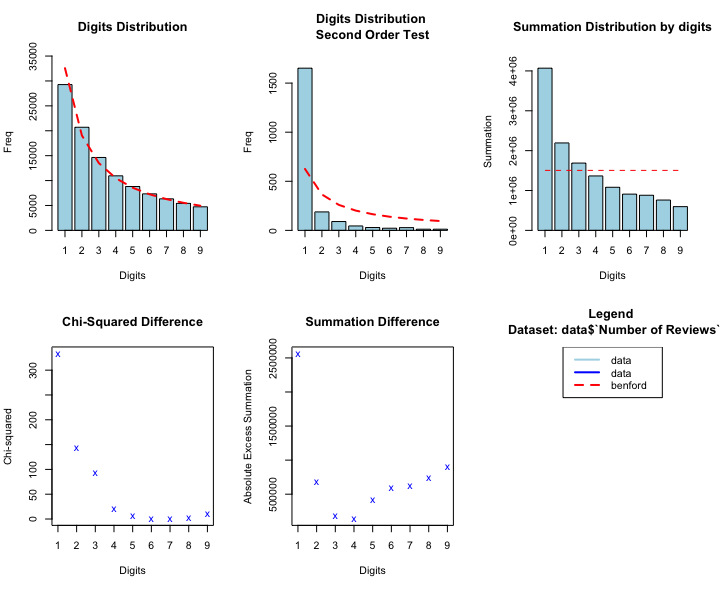 Digits Distribution
Freq
0
5000
15000
25000
35000
1 2 3 4 5 6 7 8 9
Digits
Digits Distribution
Second Order Test
Freq
0
500
1000
1500
1 2 3 4 5 6 7 8 9
Digits
Summation Distribution by digits
Summation
0e+00
1e+06
2e+06
3e+06
4e+06
1 2 3 4 5 6 7 8 9
Digits
Chi-Squared Difference
Chi-squared
0
50
100
200
300
1 2 3 4 5 6 7 8 9
Digits
Summation Difference
Absolute Excess Summation
500000
1500000
2500000
1 2 3 4 5 6 7 8 9
Digits
Legend
Dataset: data$`Number of Reviews`
data
data
benford